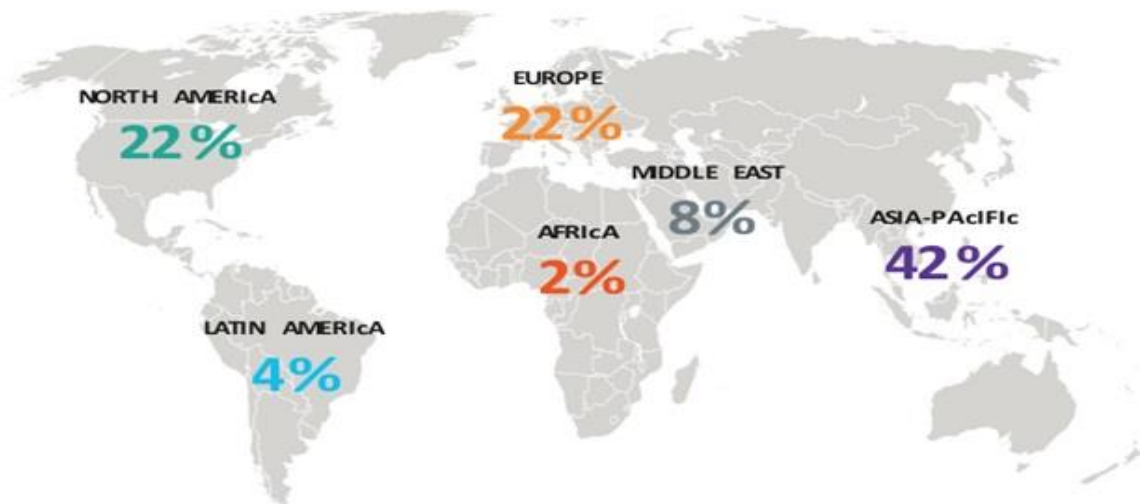 EUROPE
22%
NORTH AMERIcA
22%
MIDDLE EAST
8%
ASIA-PAcIFIc
42%
AFRIcA
2%
LATIN AMERIcA
4%